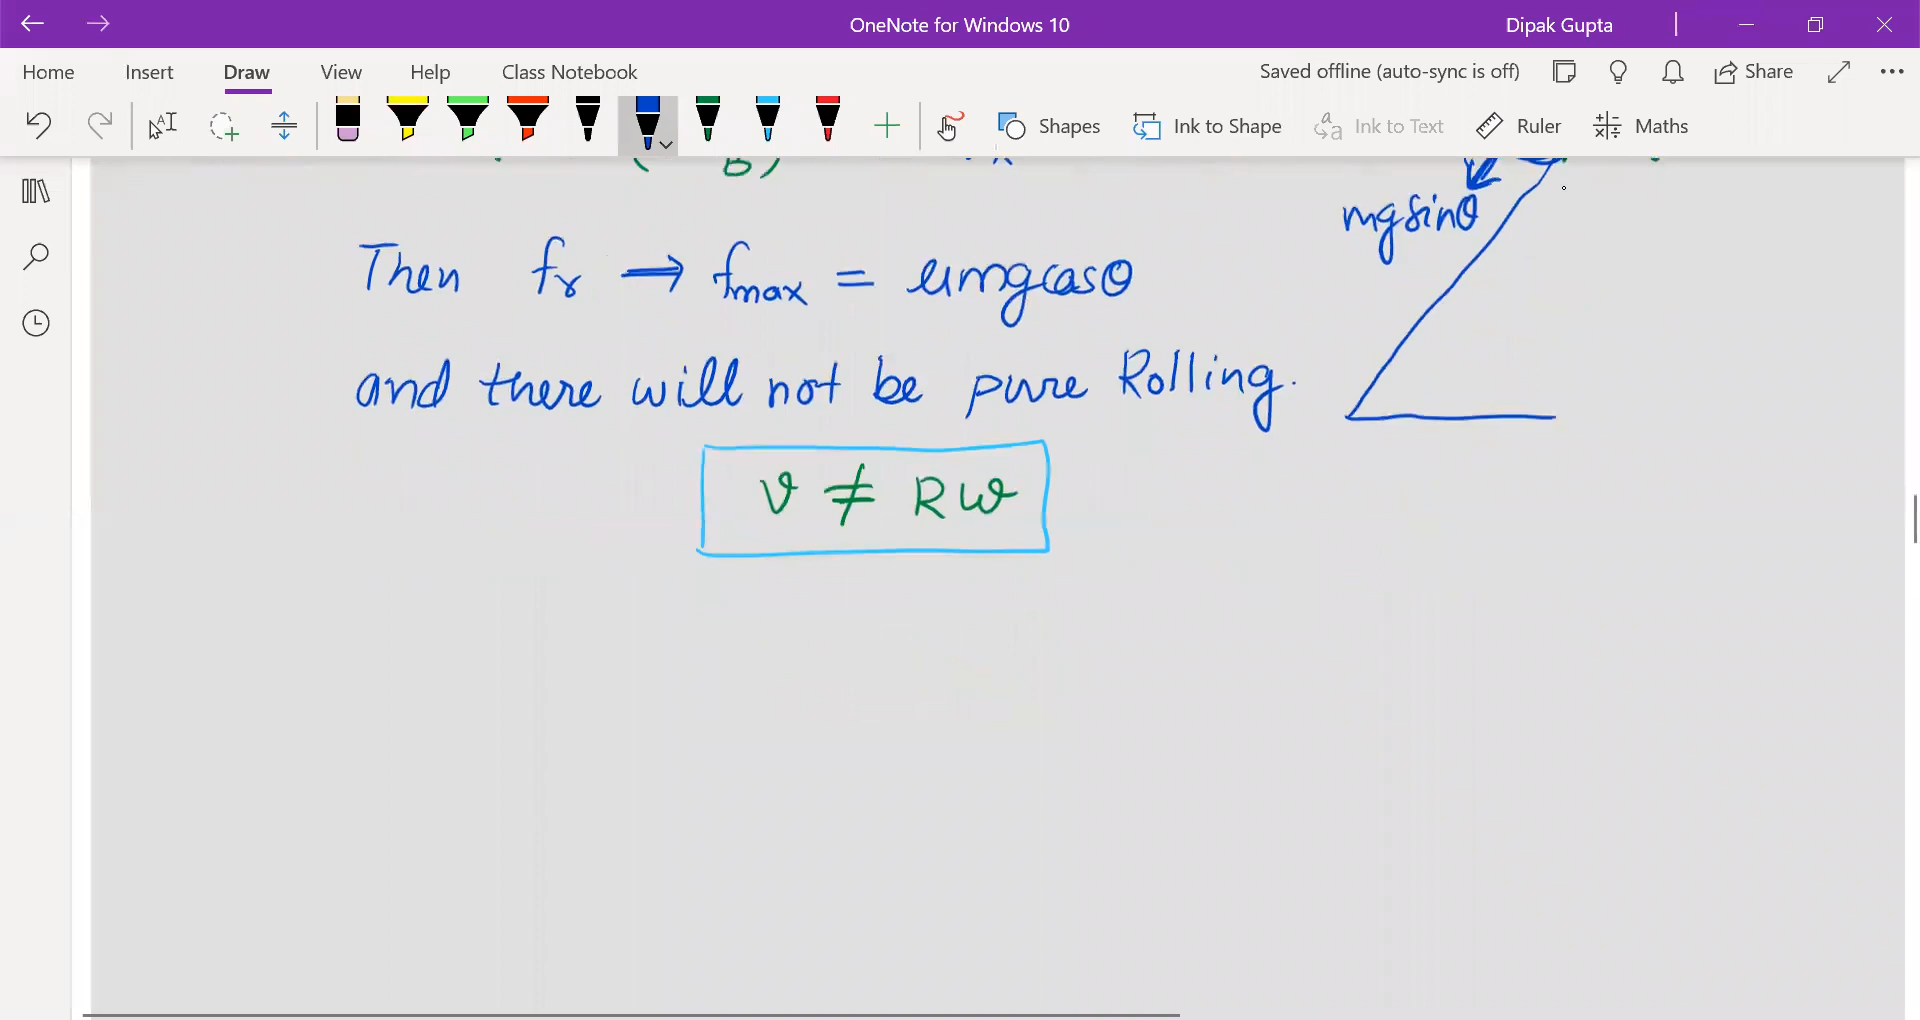 OneNote for Windows 10
Dipak Gupta
Home Insert Draw View Help Class Notebook
Saved offline (auto-sync is off) Share
Shapes Ink to Shape Ink to Text Ruler Maths
mg sinθ
Then fr → fmax = μmgcosθ
and there will not be pure Rolling.
v ≠ Rω